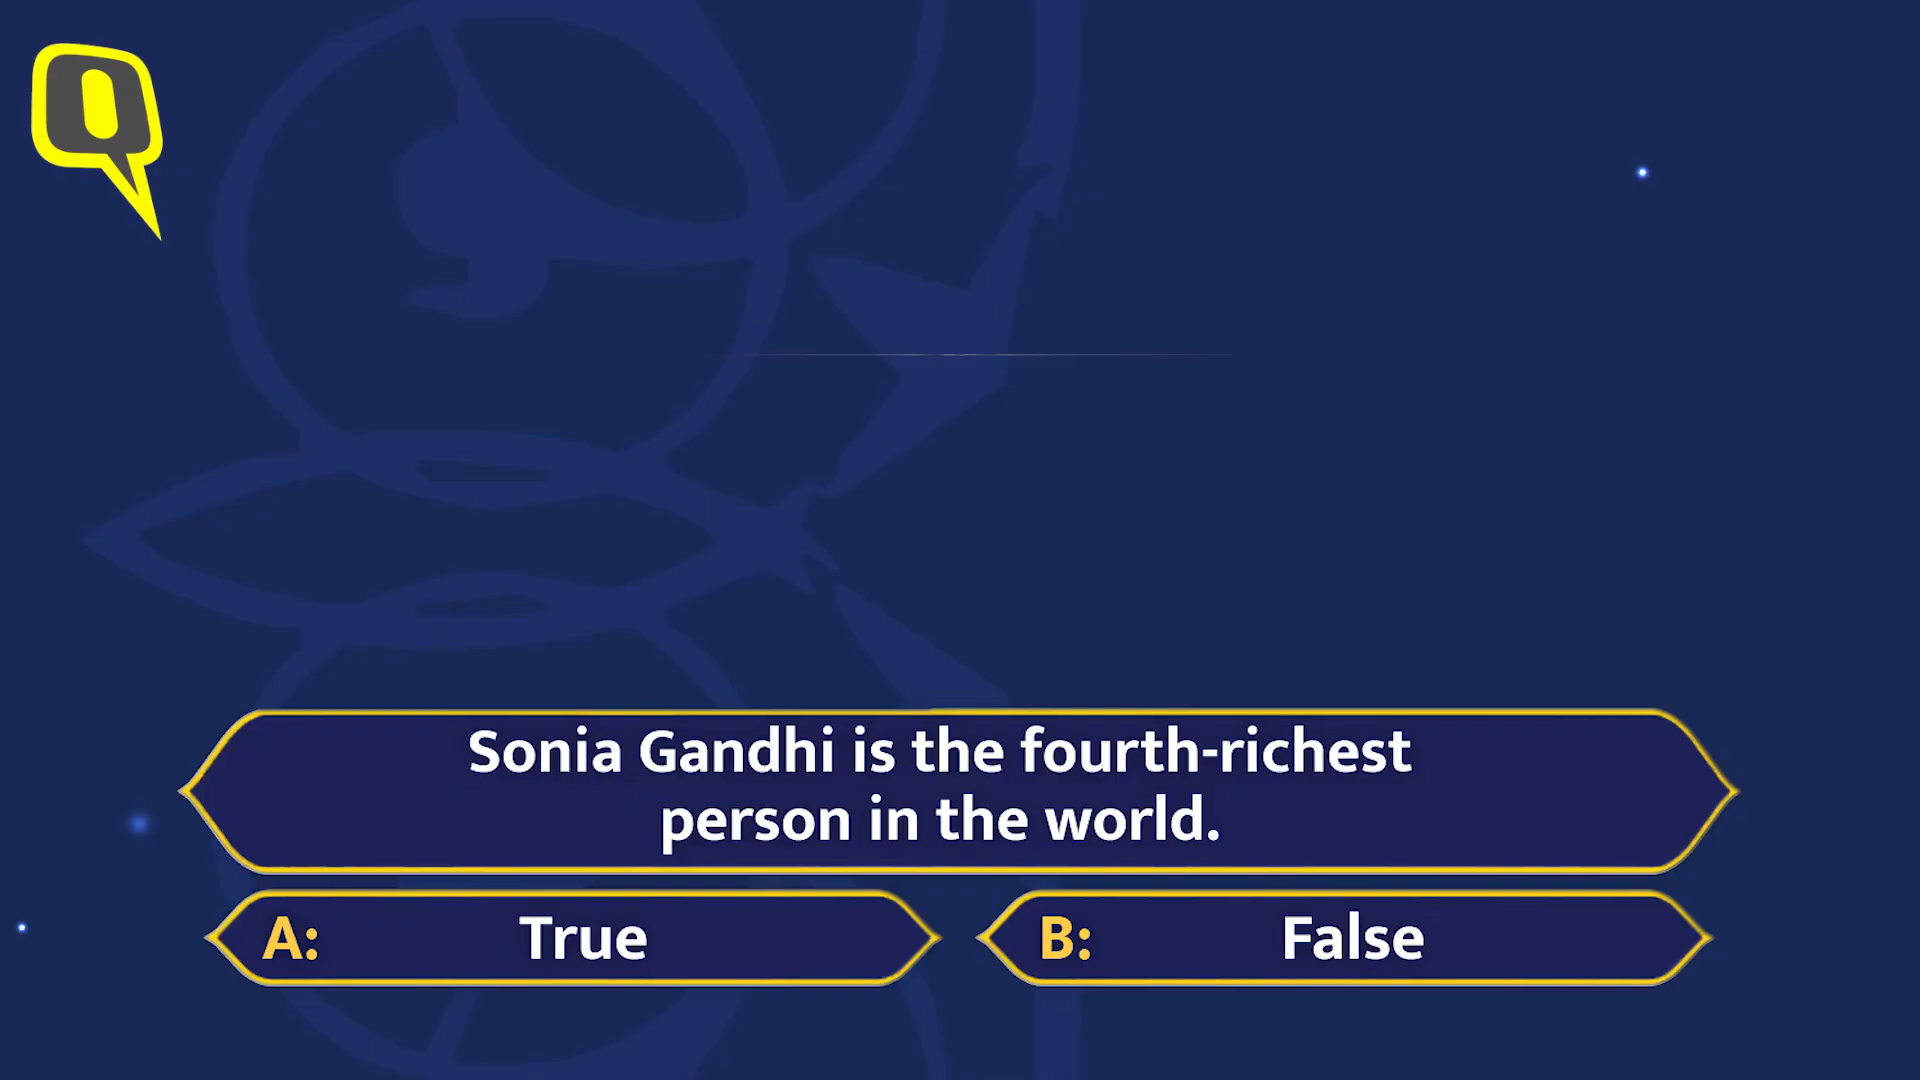 Sonia Gandhi is the fourth-richest
person in the world.
A: True
B: False